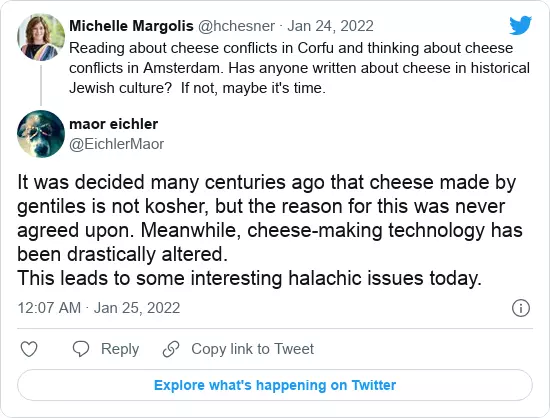 Michelle Margolis @hchesner · Jan 24, 2022
Reading about cheese conflicts in Corfu and thinking about cheese
conflicts in Amsterdam. Has anyone written about cheese in historical
Jewish culture?  If not, maybe it's time.
maor eichler
@EichlerMaor
It was decided many centuries ago that cheese made by
gentiles is not kosher, but the reason for this was never
agreed upon. Meanwhile, cheese-making technology has
been drastically altered.
This leads to some interesting halachic issues today.
12:07 AM · Jan 25, 2022
Reply
Copy link to Tweet
Explore what's happening on Twitter